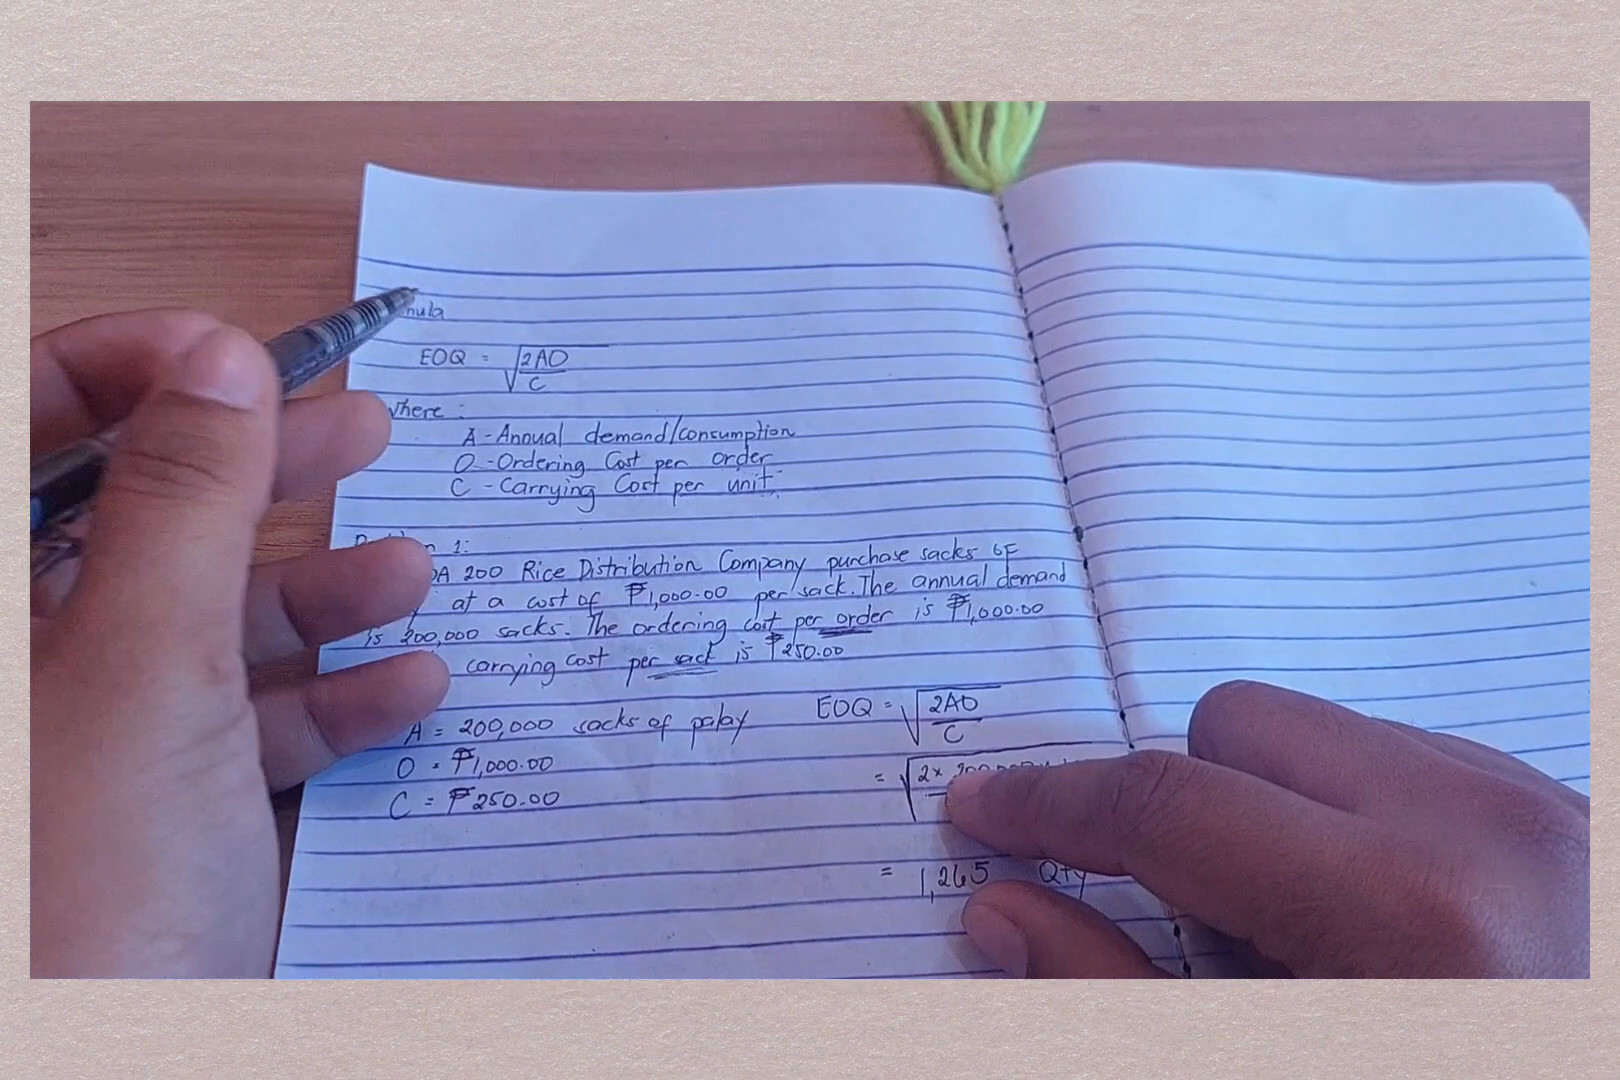 EOQ = √2AO/C
where :
A - Annual demand/consumption
O - Ordering Cost per order
C - Carrying Cost per unit
1:
200 Rice Distribution Company purchase sacks of
at a cost of ₱1,000.00 per sack. The annual demand
is 200,000 sacks. The ordering cost per order is ₱1,000.00
carrying cost per sack is ₱250.00
A = 200,000 sacks of palay
O = ₱1,000.00
C = ₱250.00
EOQ = √2AO/C
= √2 x
= 1,265 Qty